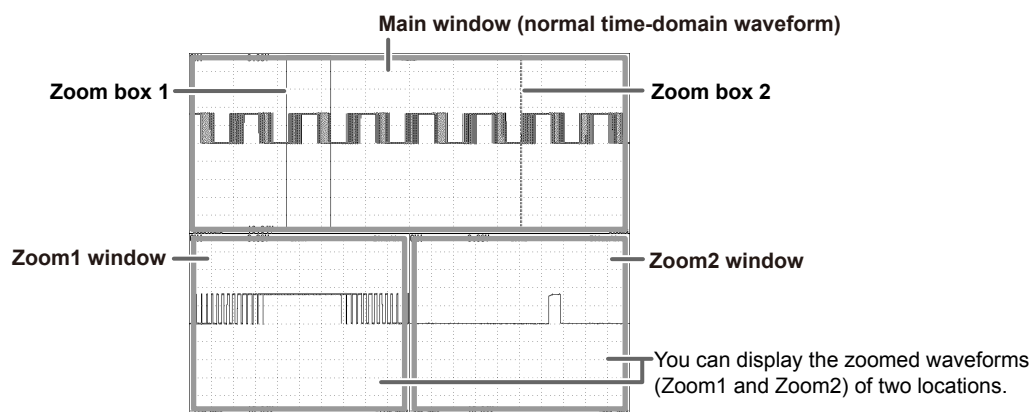 Main window (normal time-domain waveform)
Zoom box 1
Zoom box 2
Zoom1 window
Zoom2 window
You can display the zoomed waveforms
(Zoom1 and Zoom2) of two locations.